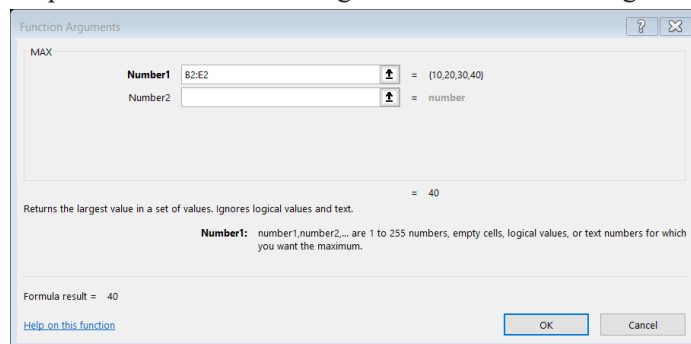 Function Arguments ?
MAX
Number1 B2:E2 = {10,20,30,40}
Number2 = number
= 40
Returns the largest value in a set of values. Ignores logical values and text.
Number1: number1,number2,... are 1 to 255 numbers, empty cells, logical values, or text numbers for which
you want the maximum.
Formula result = 40
Help on this function OK Cancel